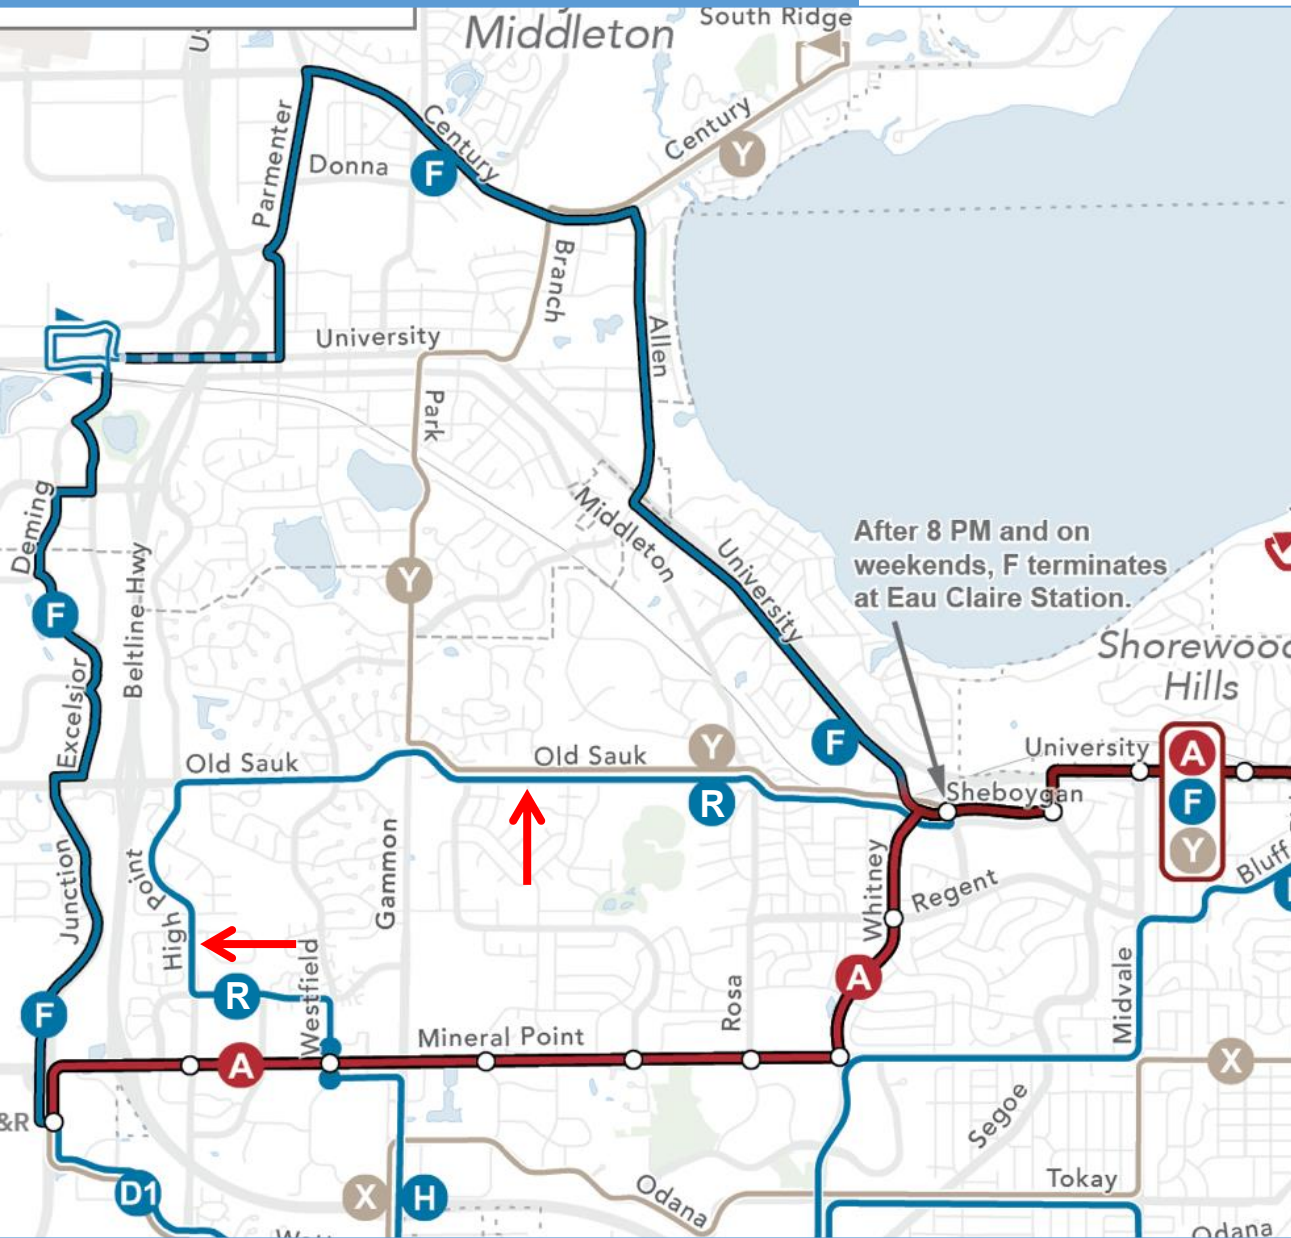 South Ridge
Middleton
Century
Y
Century
F
Donna
Parmenter
Branch
University
Allen
Park
Middleton
University
Deming
Beltline Hwy
Y
F
Excelsior
After 8 PM and on
weekends, F terminates
at Eau Claire Station.
Shorewood
Hills
University
A
F
Y
Sheboygan
Old Sauk
Old Sauk
Y
F
R
Junction
High Point
Gammon
Whitney
Regent
Bluff
Westfield
R
A
Rosa
Midvale
F
A
Mineral Point
X
&R
Segoe
D1
X
H
Odana
Tokay
Odana